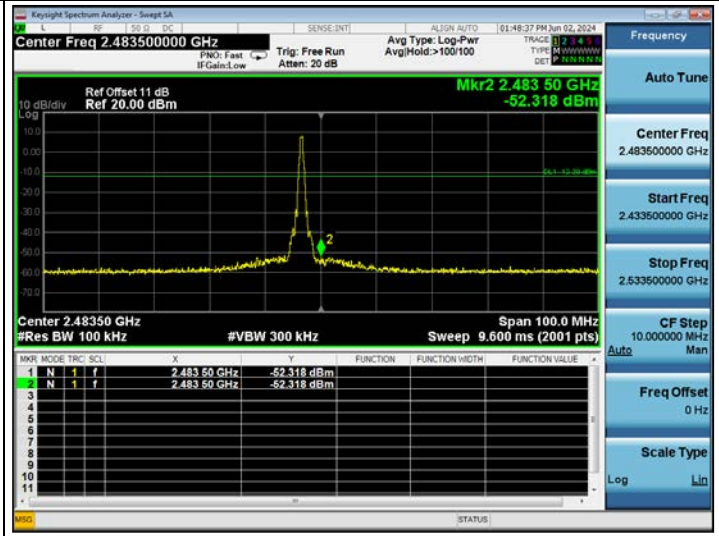 Keysight Spectrum Analyzer - Swept SA
L RF 50 Ω DC SENSE:INT ALIGN AUTO 01:48:37 PM Jun 02, 2024
Center Freq 2.483500000 GHz
PNO: Fast
IFGain:Low
Trig: Free Run
Atten: 20 dB
Avg Type: Log-Pwr
Avg|Hold:>100/100
TRACE 1 2 3 4 5 6
TYPE M WWWWW
DET P N N N N N
Ref Offset 11 dB
Ref 20.00 dBm
10 dB/div
Log
Mkr2 2.483 50 GHz
-52.318 dBm
10.0
0.00
-10.0
-20.0
-30.0
-40.0
-50.0
-60.0
-70.0
DL1 -12.39 dBm
2
Center 2.48350 GHz
#Res BW 100 kHz
#VBW 300 kHz
Span 100.0 MHz
Sweep 9.600 ms (2001 pts)
MKR MODE TRC SCL X Y FUNCTION FUNCTION WIDTH FUNCTION VALUE
1 N 1 f 2.483 50 GHz -52.318 dBm
2 N 1 f 2.483 50 GHz -52.318 dBm
3
4
5
6
7
8
9
10
11
MSG
STATUS
Frequency
Auto Tune
Center Freq
2.483500000 GHz
Start Freq
2.433500000 GHz
Stop Freq
2.533500000 GHz
CF Step
10.000000 MHz
Auto Man
Freq Offset
0 Hz
Scale Type
Log Lin